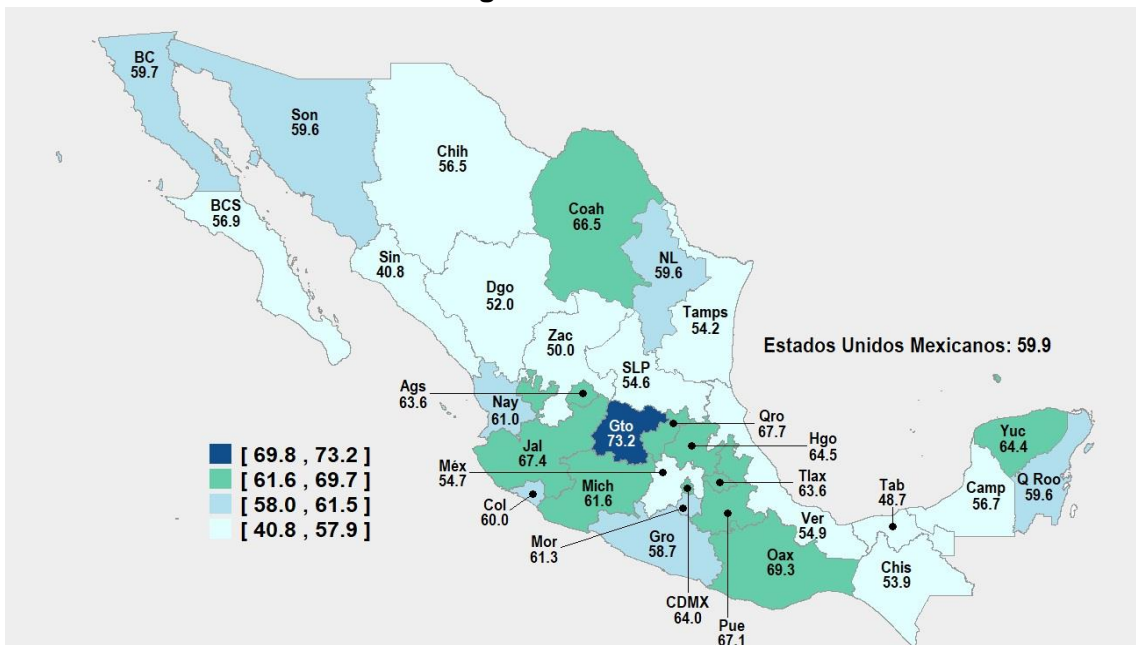 BC
59.7
Son
59.6
Chih
56.5
BCS
56.9
Coah
66.5
Sin
40.8
NL
59.6
Dgo
52.0
Tamps
54.2
Zac
50.0
Estados Unidos Mexicanos: 59.9
SLP
54.6
Ags
63.6
Nay
61.0
Gto
73.2
Qro
67.7
Hgo
64.5
Yuc
64.4
Jal
67.4
Méx
54.7
Mich
61.6
Tlax
63.6
Tab
48.7
Camp
56.7
Q Roo
59.6
Col
60.0
Mor
61.3
Gro
58.7
Ver
54.9
Oax
69.3
Chis
53.9
CDMX
64.0
Pue
67.1
[ 69.8 , 73.2 ]
[ 61.6 , 69.7 ]
[ 58.0 , 61.5 ]
[ 40.8 , 57.9 ]